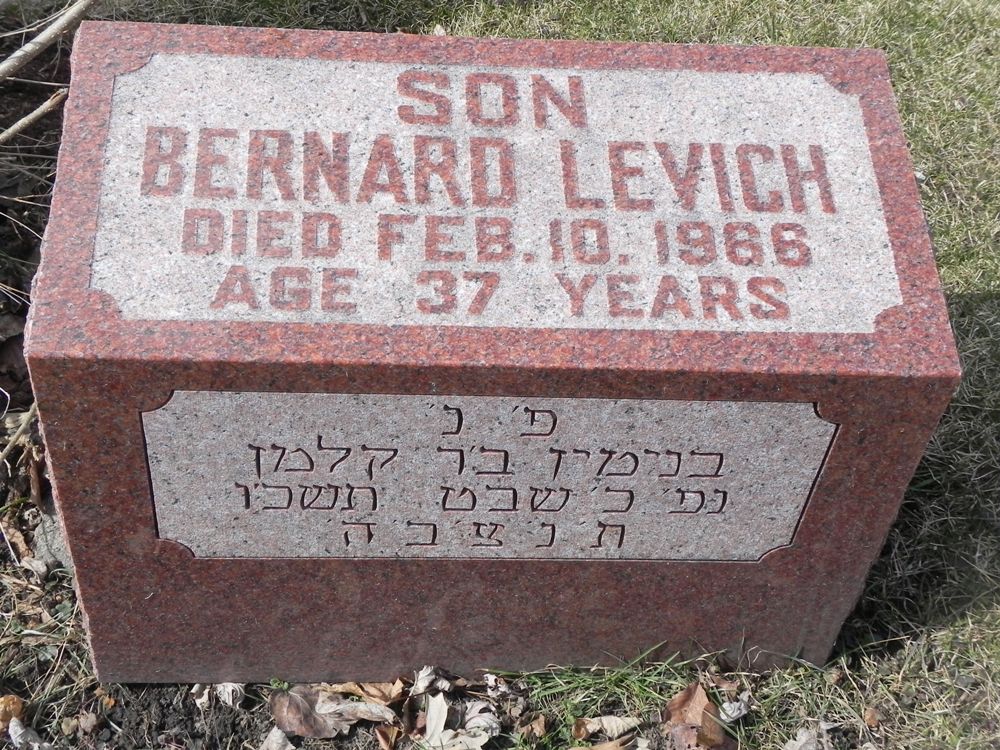 SON
BERNARD LEVICH
DIED FEB. 10. 1966
AGE 37 YEARS
פ׳ נ׳
בנימין ב׳ר קלמן
נפ׳ כ׳ שבט תשכ׳ו
ת׳ נ׳ צ׳ ב׳ ה׳